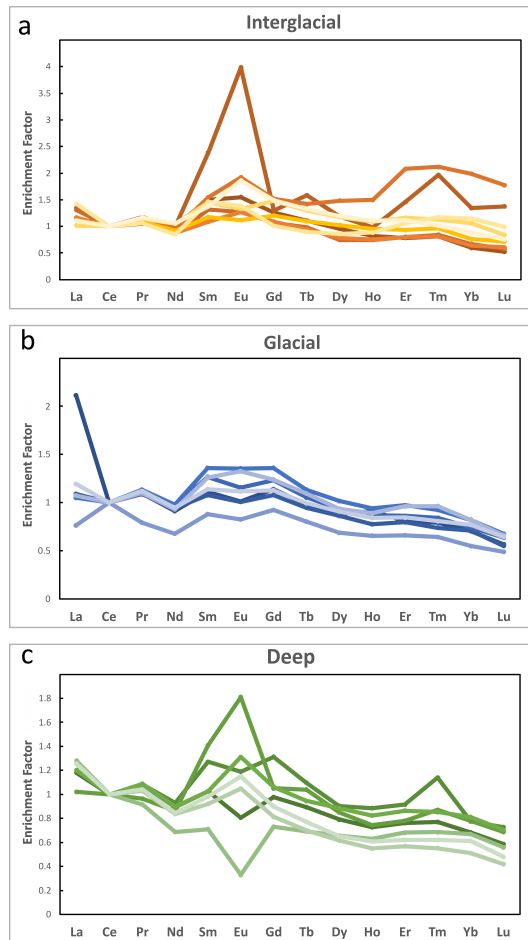 a
Interglacial
Enrichment Factor
4
3.5
3
2.5
2
1.5
1
0.5
0
La Ce Pr Nd Sm Eu Gd Tb Dy Ho Er Tm Yb Lu
b
Glacial
Enrichment Factor
2
1.5
1
0.5
0
La Ce Pr Nd Sm Eu Gd Tb Dy Ho Er Tm Yb Lu
c
Deep
Enrichment Factor
1.8
1.6
1.4
1.2
1
0.8
0.6
0.4
0.2
0
La Ce Pr Nd Sm Eu Gd Tb Dy Ho Er Tm Yb Lu